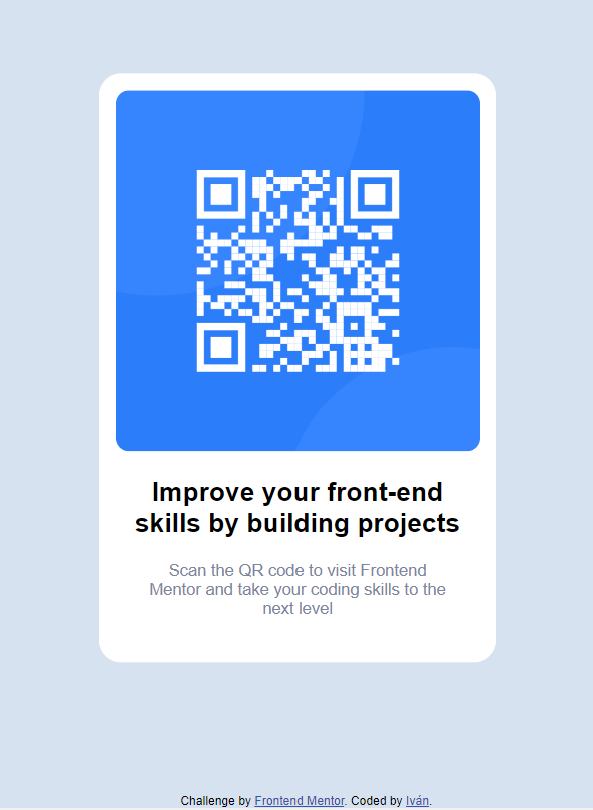 Improve your front-end
skills by building projects
Scan the QR code to visit Frontend
Mentor and take your coding skills to the
next level
Challenge by Frontend Mentor. Coded by Iván.